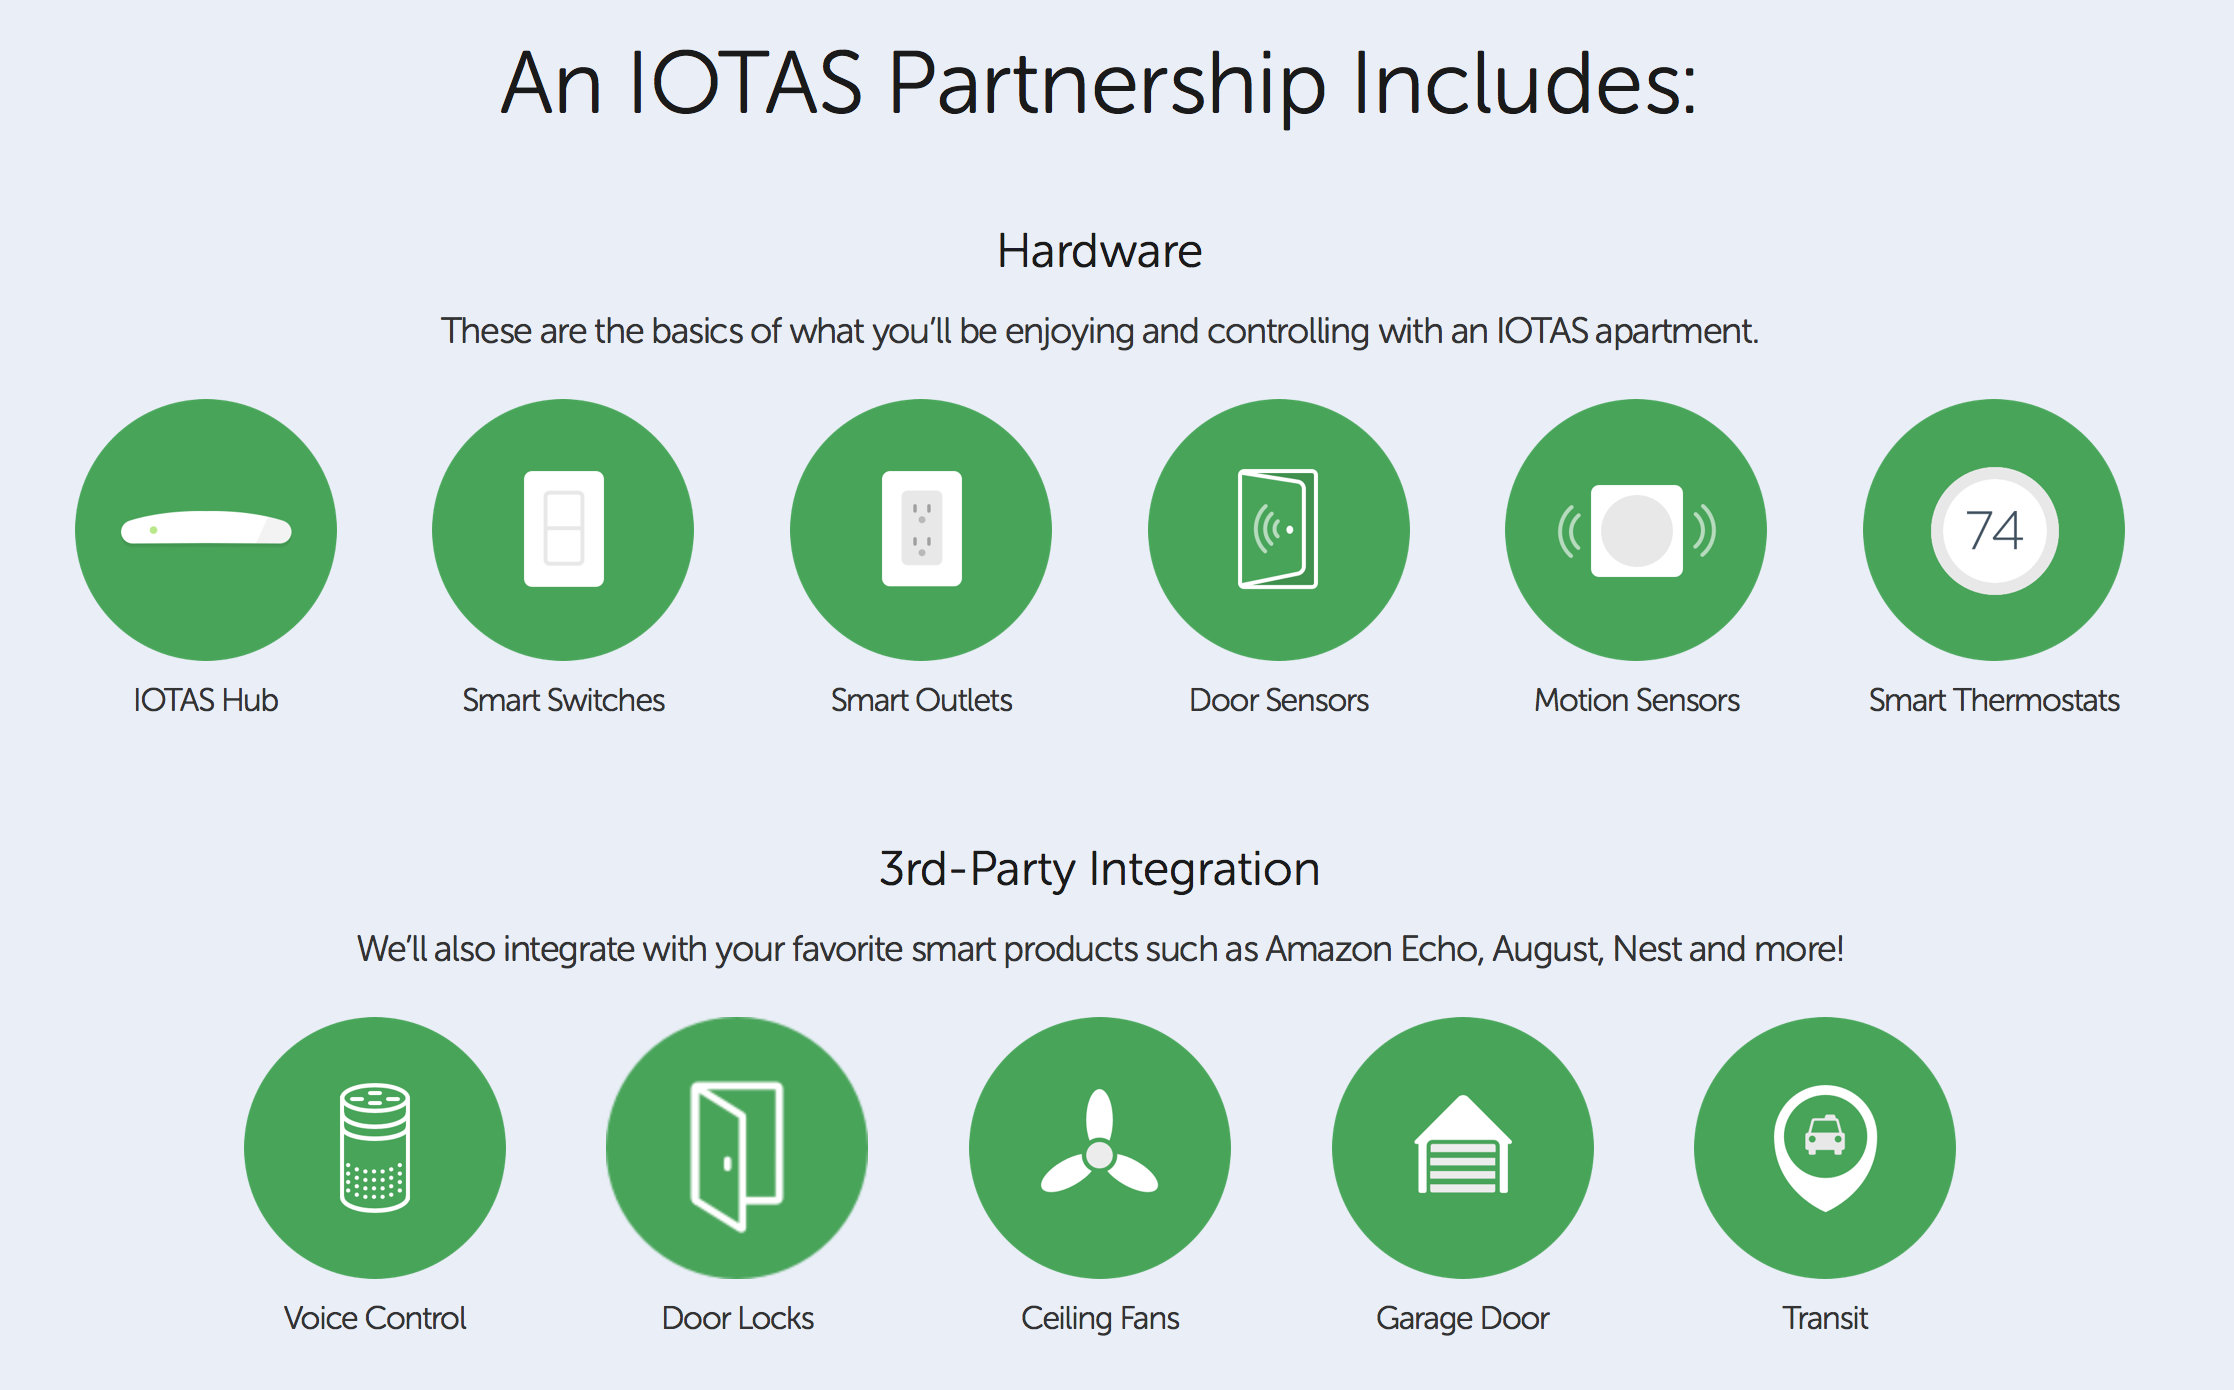 An IOTAS Partnership Includes:
Hardware
These are the basics of what you’ll be enjoying and controlling with an IOTAS apartment.
74
IOTAS Hub
Smart Switches
Smart Outlets
Door Sensors
Motion Sensors
Smart Thermostats
3rd-Party Integration
We’ll also integrate with your favorite smart products such as Amazon Echo, August, Nest and more!
Voice Control
Door Locks
Ceiling Fans
Garage Door
Transit